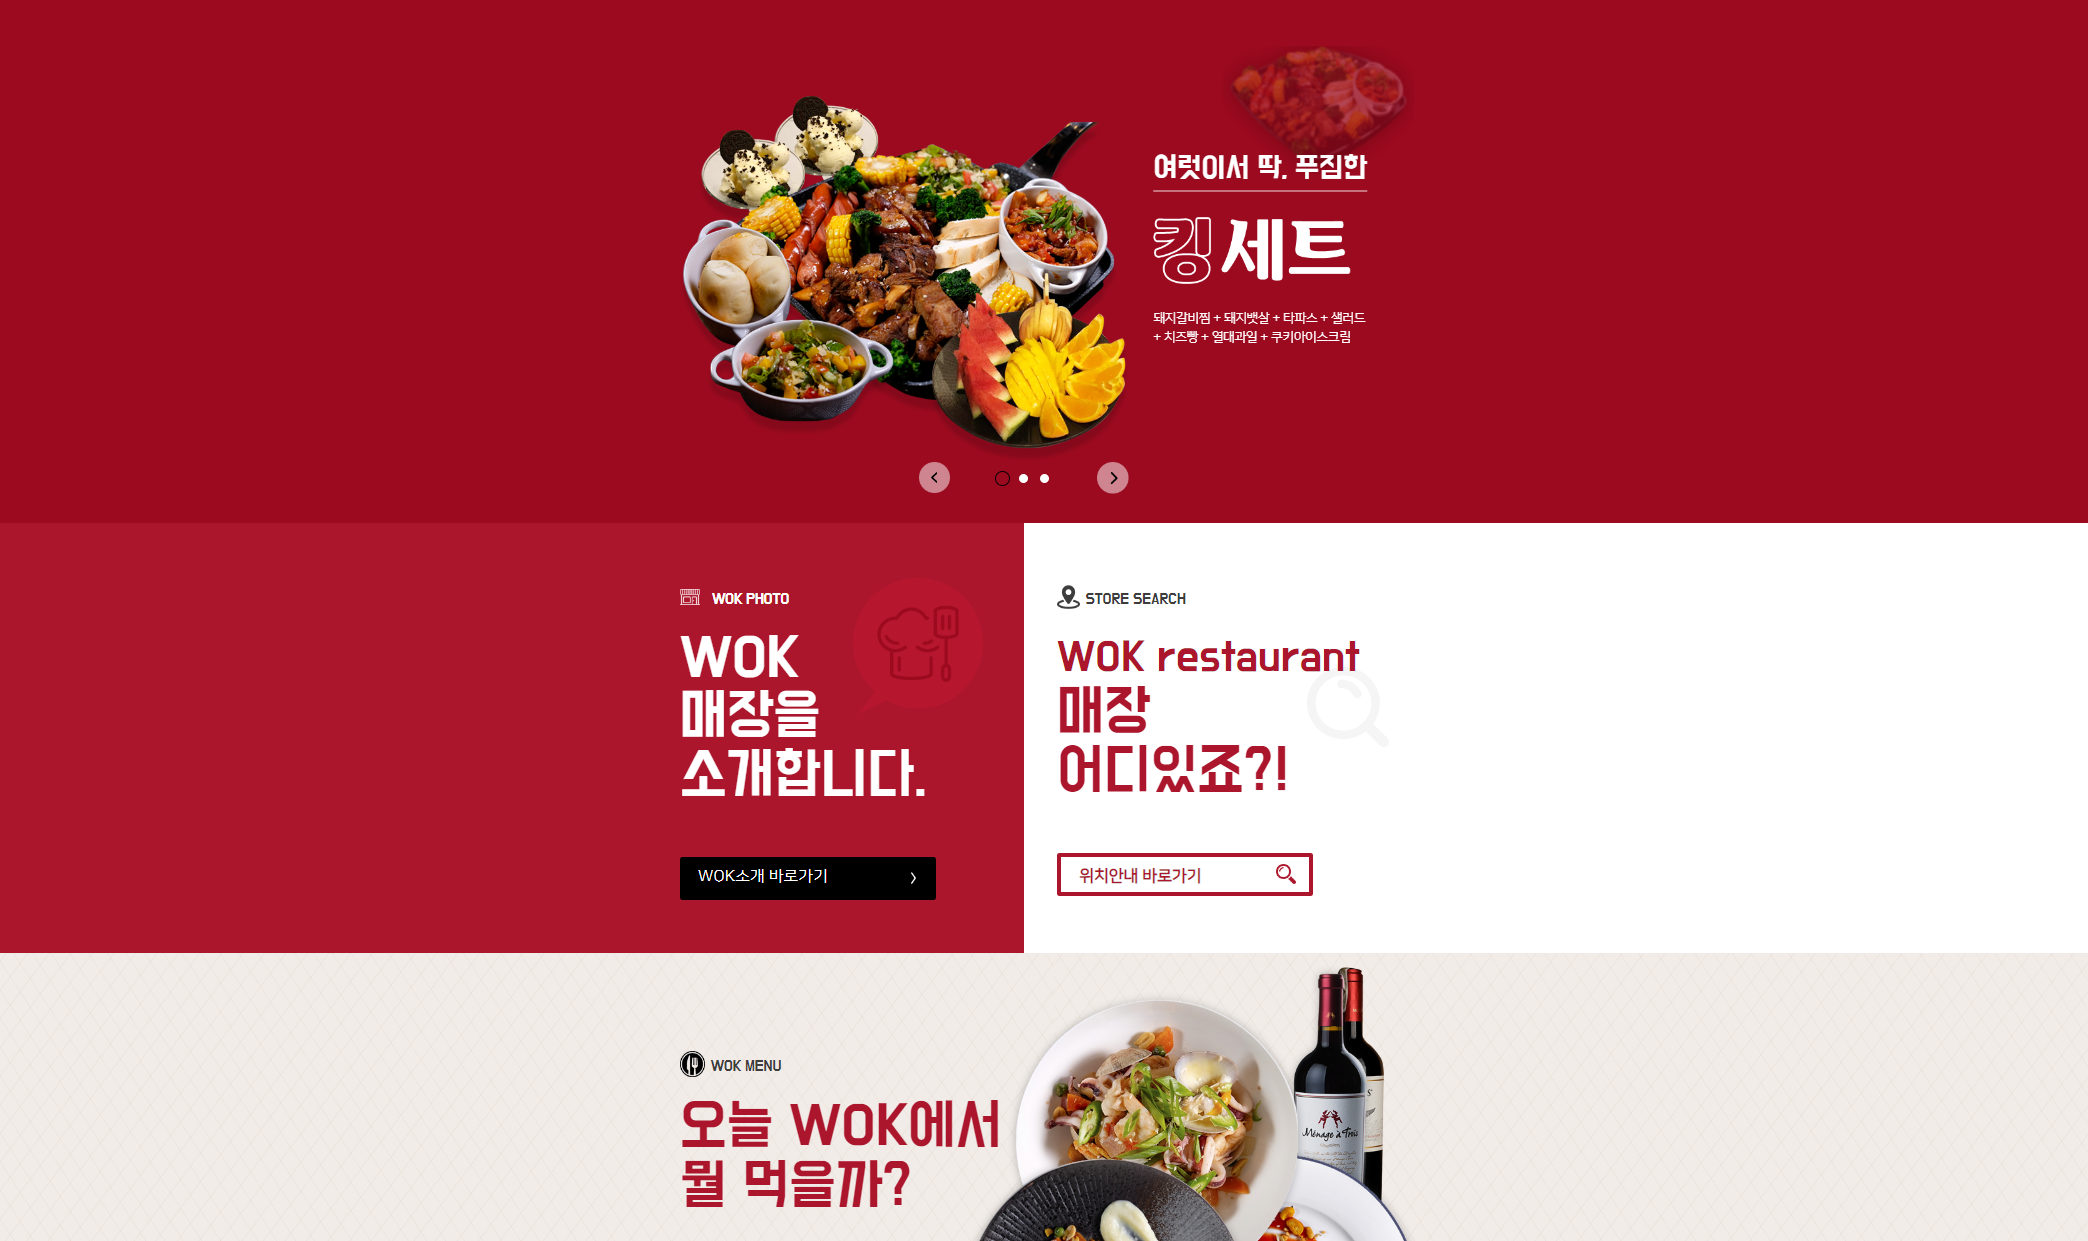 여럿이서 딱, 푸짐한
킹세트
돼지갈비찜 + 돼지뱃살 + 타파스 + 샐러드
+ 치즈빵 + 열대과일 + 쿠키아이스크림
WOK PHOTO
WOK
매장을
소개합니다.
WOK소개 바로가기
STORE SEARCH
WOK restaurant
매장
어디있죠?!
위치안내 바로가기
WOK MENU
오늘 WOK에서
뭘 먹을까?
Ménage à Trois